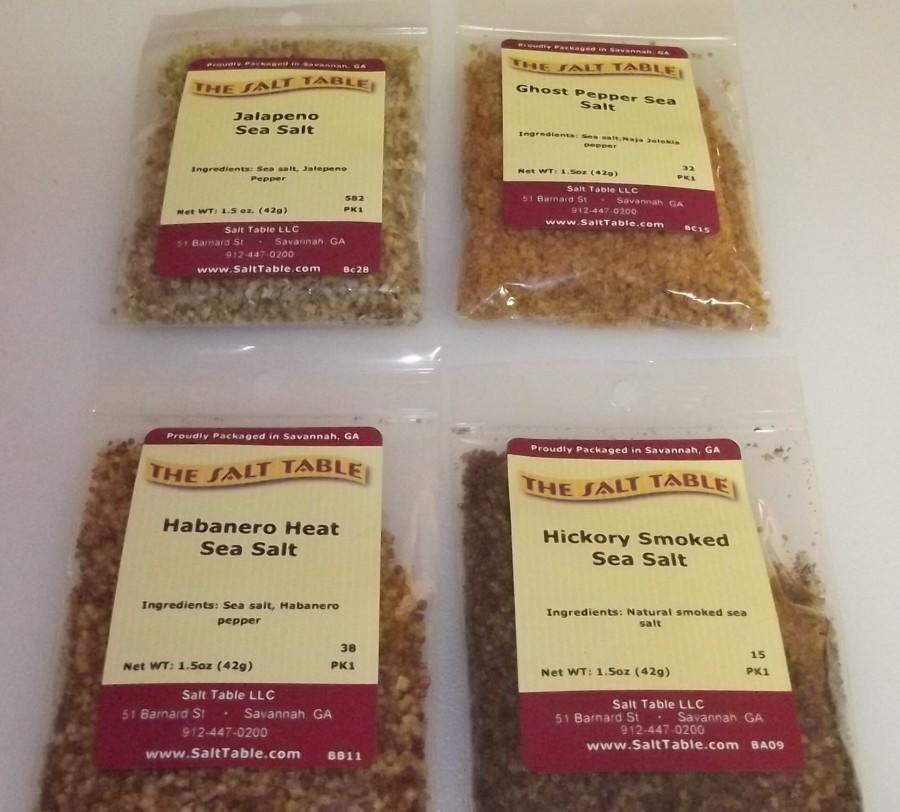 Proudly Packaged in Savannah, GA
THE SALT TABLE
Jalapeno
Sea Salt
Ingredients: Sea salt, Jalepeno
Pepper
582
Net WT: 1.5 oz. (42g) PK1
Salt Table LLC
51 Barnard St · Savannah, GA
912-447-0200
www.SaltTable.com Bc28
Proudly Packaged in Savannah, GA
THE SALT TABLE
Ghost Pepper Sea
Salt
Ingredients: Sea salt,Naja Jolokia
pepper
32
Net WT: 1.5oz (42g) PK1
Salt Table LLC
51 Barnard St · Savannah, GA
912-447-0200
www.SaltTable.com BC15
Proudly Packaged in Savannah, GA
THE SALT TABLE
Habanero Heat
Sea Salt
Ingredients: Sea salt, Habanero
pepper
38
Net WT: 1.5oz (42g) PK1
Salt Table LLC
51 Barnard St · Savannah, GA
912-447-0200
www.SaltTable.com BB11
Proudly Packaged in Savannah, GA
THE SALT TABLE
Hickory Smoked
Sea Salt
Ingredients: Natural smoked sea
salt
15
Net WT: 1.5oz (42g) PK1
Salt Table LLC
51 Barnard St · Savannah, GA
912-447-0200
www.SaltTable.com BA09